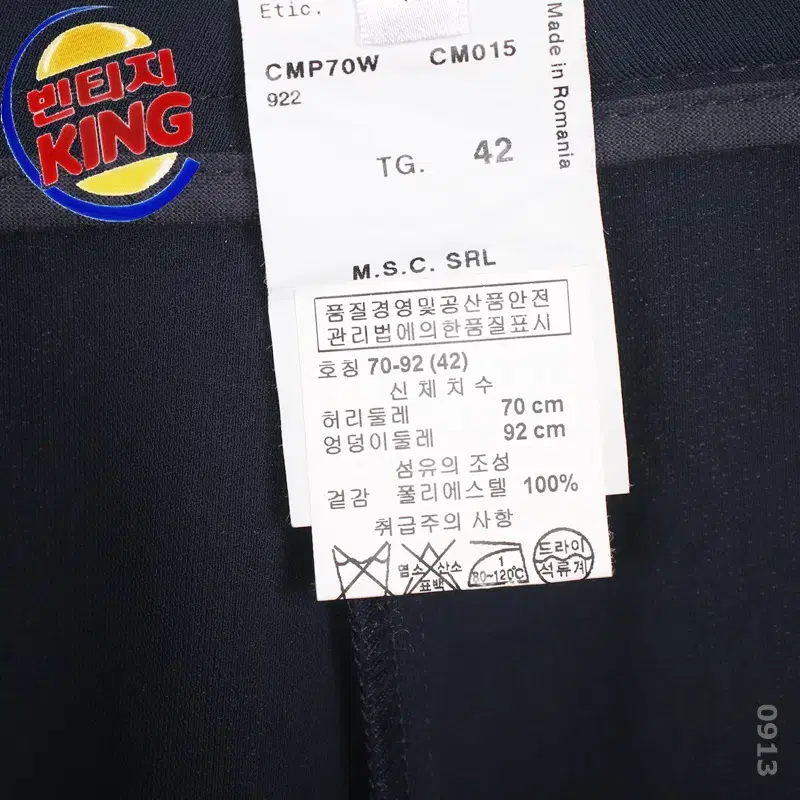 빈티지
KING
Etic.
CMP70W CM015
922
Made in Romania
TG. 42
M.S.C. SRL
품질경영및공산품안전
관리법에의한품질표시
호칭 70-92 (42)
신체치수
허리둘레 70 cm
엉덩이둘레 92 cm
섬유의 조성
겉감 폴리에스텔 100%
취급주의 사항
염소 산소
표백
1
80~120℃
드라이
석류계
0913